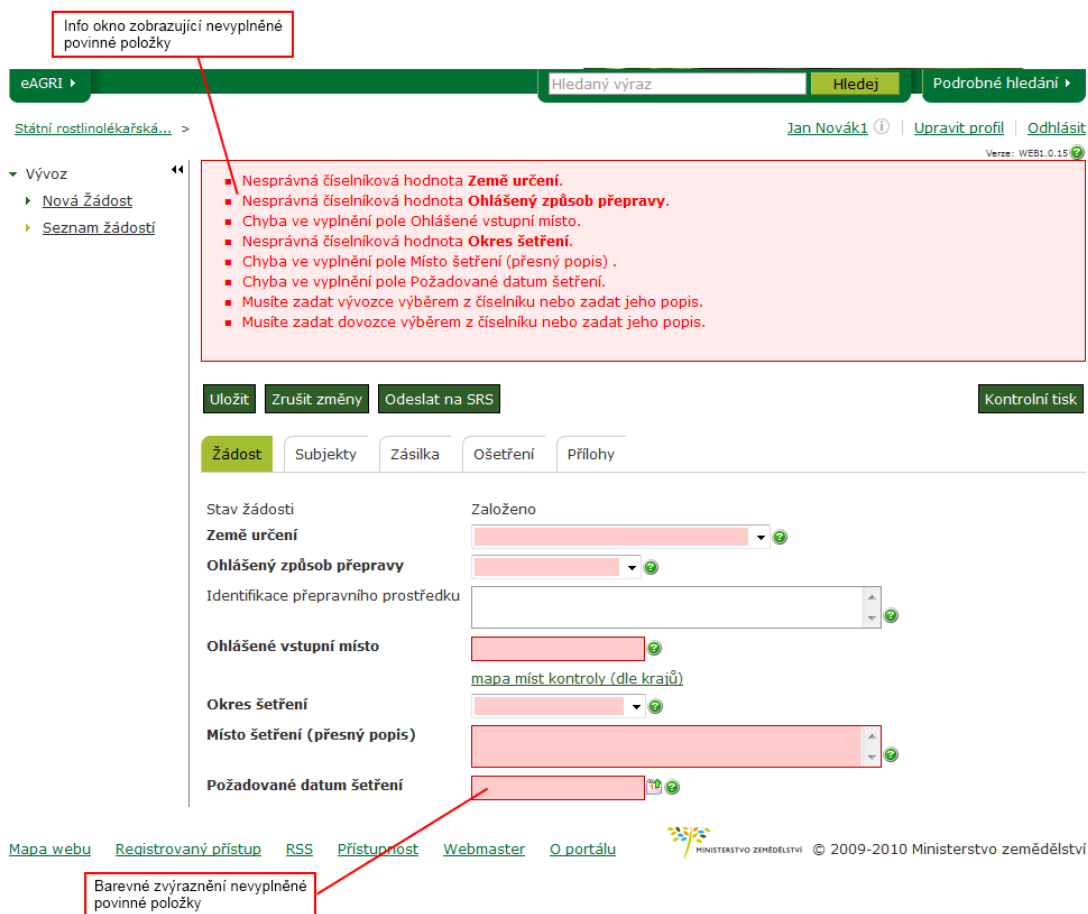 Info okno zobrazující nevyplněné
povinné položky
eAGRI
Hledaný výraz
Hledej
Podrobné hledání
Státní rostlinolékařská... >
Jan Novák1 | Upravit profil | Odhlásit
Verze: WEB1.0.15
Vývoz
Nová Žádost
Seznam žádostí
Nesprávná číselníková hodnota Země určení.
Nesprávná číselníková hodnota Ohlášený způsob přepravy.
Chyba ve vyplnění pole Ohlášené vstupní místo.
Nesprávná číselníková hodnota Okres šetření.
Chyba ve vyplnění pole Místo šetření (přesný popis) .
Chyba ve vyplnění pole Požadované datum šetření.
Musíte zadat vývozce výběrem z číselníku nebo zadat jeho popis.
Musíte zadat dovozce výběrem z číselníku nebo zadat jeho popis.
Uložit Zrušit změny Odeslat na SRS Kontrolní tisk
Žádost Subjekty Zásilka Ošetření Přílohy
Stav žádosti Založeno
Země určení
Ohlášený způsob přepravy
Identifikace přepravního prostředku
Ohlášené vstupní místo
mapa míst kontroly (dle krajů)
Okres šetření
Místo šetření (přesný popis)
Požadované datum šetření
Mapa webu Registrovaný přístup RSS Přístupnost Webmaster O portálu MINISTERSTVO ZEMĚDĚLSTVÍ © 2009-2010 Ministerstvo zemědělství
Barevné zvýraznění nevyplněné
povinné položky